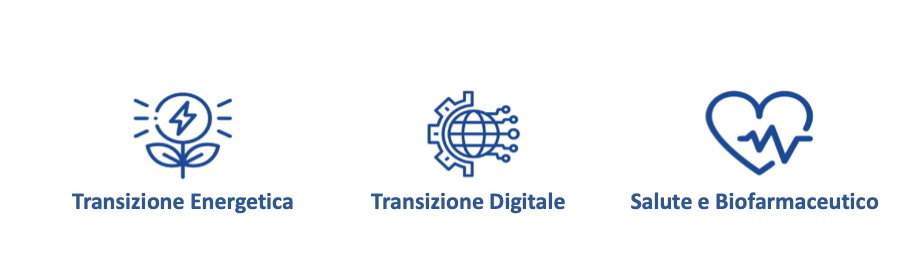 Transizione Energetica
Transizione Digitale
Salute e Biofarmaceutico